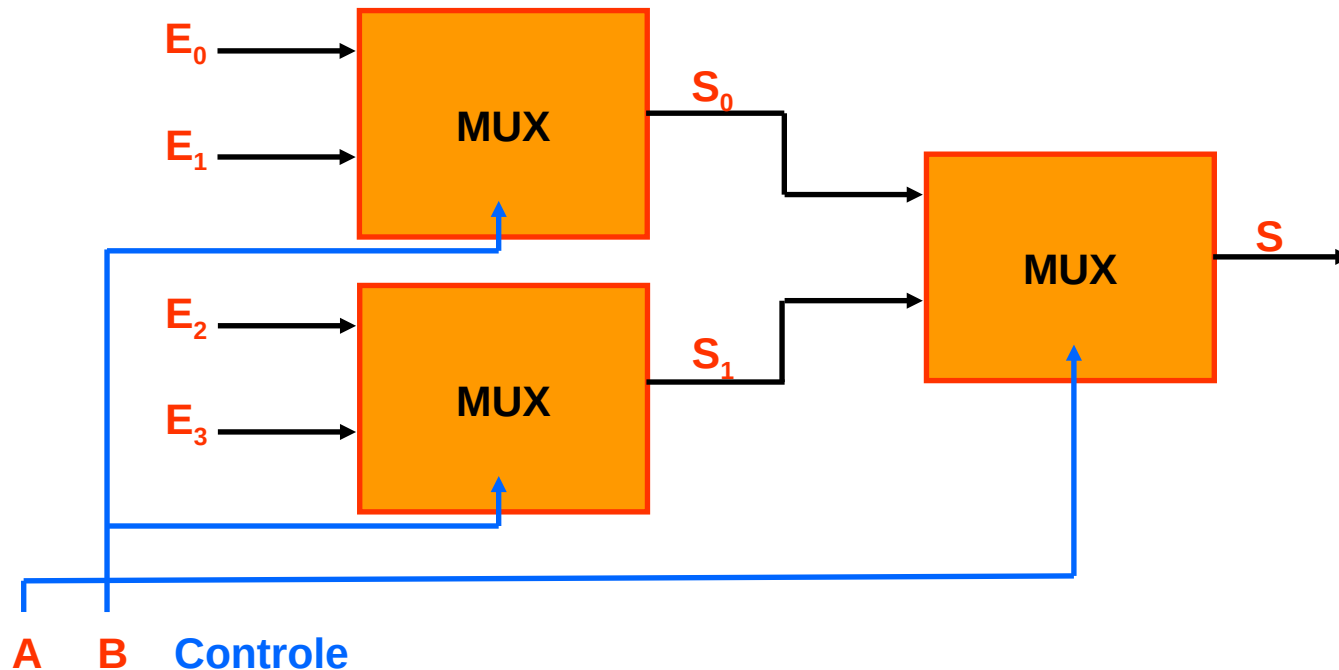 E₀
E₁
MUX
S₀
E₂
E₃
MUX
S₁
MUX
S
A B Controle